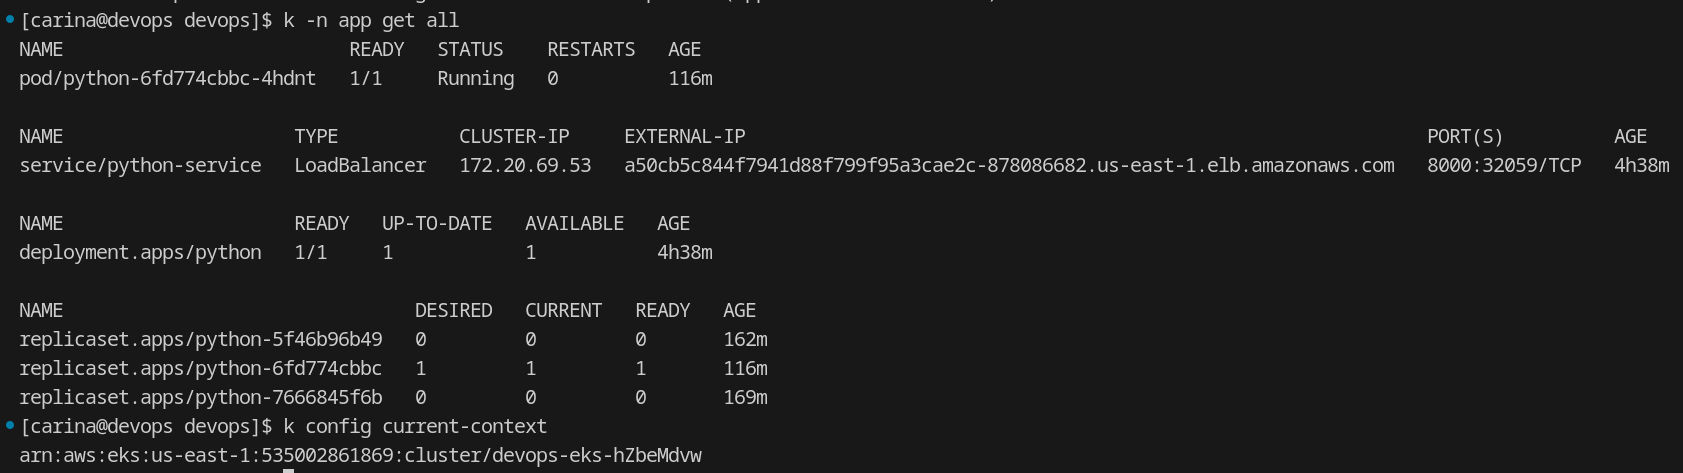 [carina@devops devops]$ k -n app get all
NAME                          READY   STATUS    RESTARTS   AGE
pod/python-6fd774cbbc-4hdnt   1/1     Running   0          116m
NAME                     TYPE           CLUSTER-IP     EXTERNAL-IP                                                              PORT(S)          AGE
service/python-service   LoadBalancer   172.20.69.53   a50cb5c844f7941d88f799f95a3cae2c-878086682.us-east-1.elb.amazonaws.com   8000:32059/TCP   4h38m
NAME                     READY   UP-TO-DATE   AVAILABLE   AGE
deployment.apps/python   1/1     1            1           4h38m
NAME                                DESIRED   CURRENT   READY   AGE
replicaset.apps/python-5f46b96b49   0         0         0       162m
replicaset.apps/python-6fd774cbbc   1         1         1       116m
replicaset.apps/python-7666845f6b   0         0         0       169m
[carina@devops devops]$ k config current-context
arn:aws:eks:us-east-1:535002861869:cluster/devops-eks-hZbeMdvw